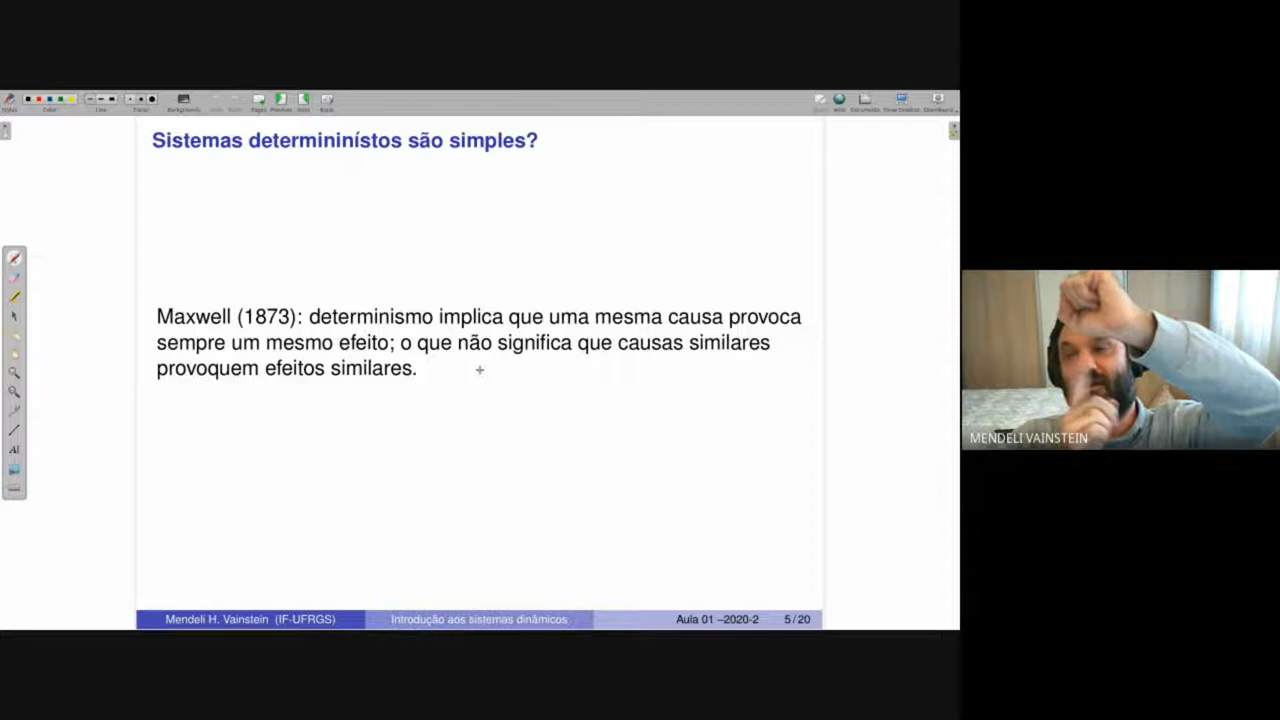 Sistemas determininístos são simples?
Maxwell (1873): determinismo implica que uma mesma causa provoca
sempre um mesmo efeito; o que não significa que causas similares
provoquem efeitos similares.
MENDELI VAINSTEIN
Mendeli H. Vainstein (IF-UFRGS) Introdução aos sistemas dinâmicos Aula 01 –2020-2 5/20